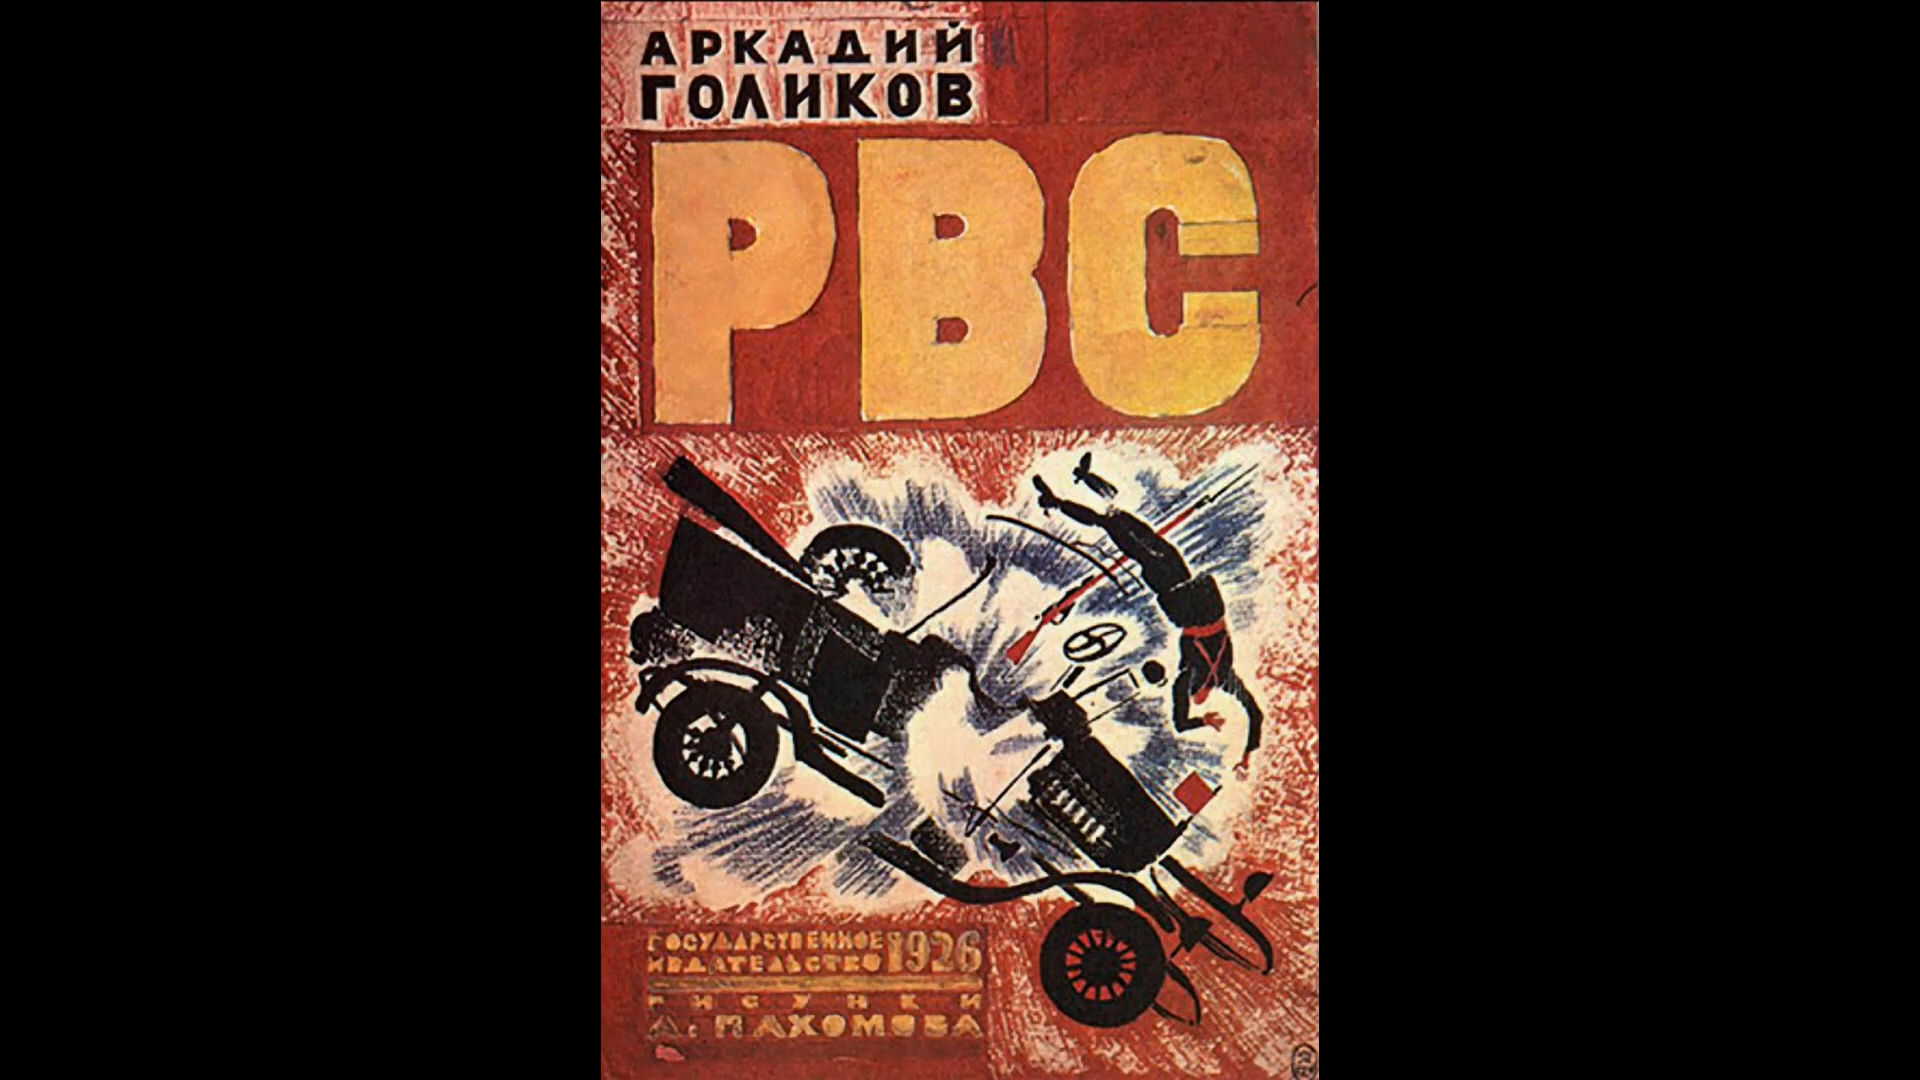 АРКАДИЙ
ГОЛИКОВ
РВС
ГОСУДАРСТВЕННОЕ
ИЗДАТЕЛЬСТВО 1926
РИСУНКИ
А. ПАХОМОВА